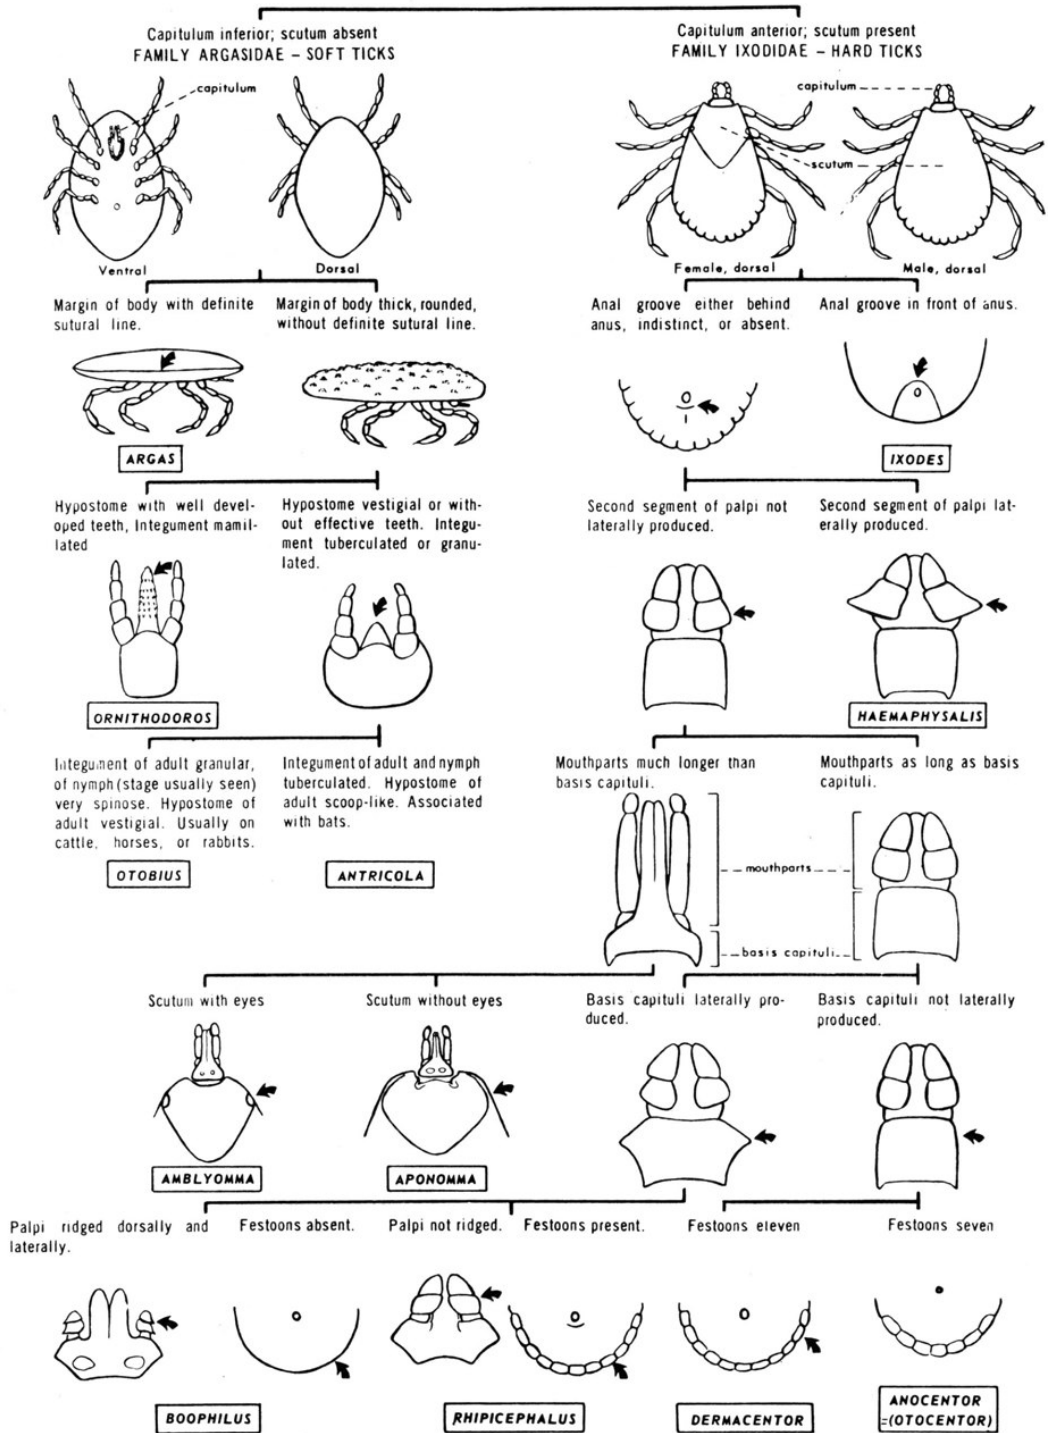 Capitulum inferior; scutum absent
FAMILY ARGASIDAE – SOFT TICKS
Capitulum anterior; scutum present
FAMILY IXODIDAE – HARD TICKS
capitulum
capitulum
scutum
Ventral
Dorsal
Female, dorsal
Male, dorsal
Margin of body with definite
sutural line.
Margin of body thick, rounded,
without definite sutural line.
Anal groove either behind
anus, indistinct, or absent.
Anal groove in front of anus.
ARGAS
IXODES
Hypostome with well devel-
oped teeth, Integument mamil-
lated
Hypostome vestigial or with-
out effective teeth. Integu-
ment tuberculated or granu-
lated.
Second segment of palpi not
laterally produced.
Second segment of palpi lat-
erally produced.
ORNITHODOROS
HAEMAPHYSALIS
Integument of adult granular,
of nymph (stage usually seen)
very spinose. Hypostome of
adult vestigial. Usually on
cattle, horses, or rabbits.
Integument of adult and nymph
tuberculated. Hypostome of
adult scoop-like. Associated
with bats.
Mouthparts much longer than
basis capituli.
Mouthparts as long as basis
capituli.
OTOBIUS
ANTRICOLA
mouthparts
basis capituli
Scutum with eyes
Scutum without eyes
Basis capituli laterally pro-
duced.
Basis capituli not laterally
produced.
AMBLYOMMA
APONOMMA
Palpi ridged dorsally and
laterally.
Festoons absent.
Palpi not ridged.
Festoons present.
Festoons eleven
Festoons seven
BOOPHILUS
RHIPICEPHALUS
DERMACENTOR
ANOCENTOR
=(OTOCENTOR)